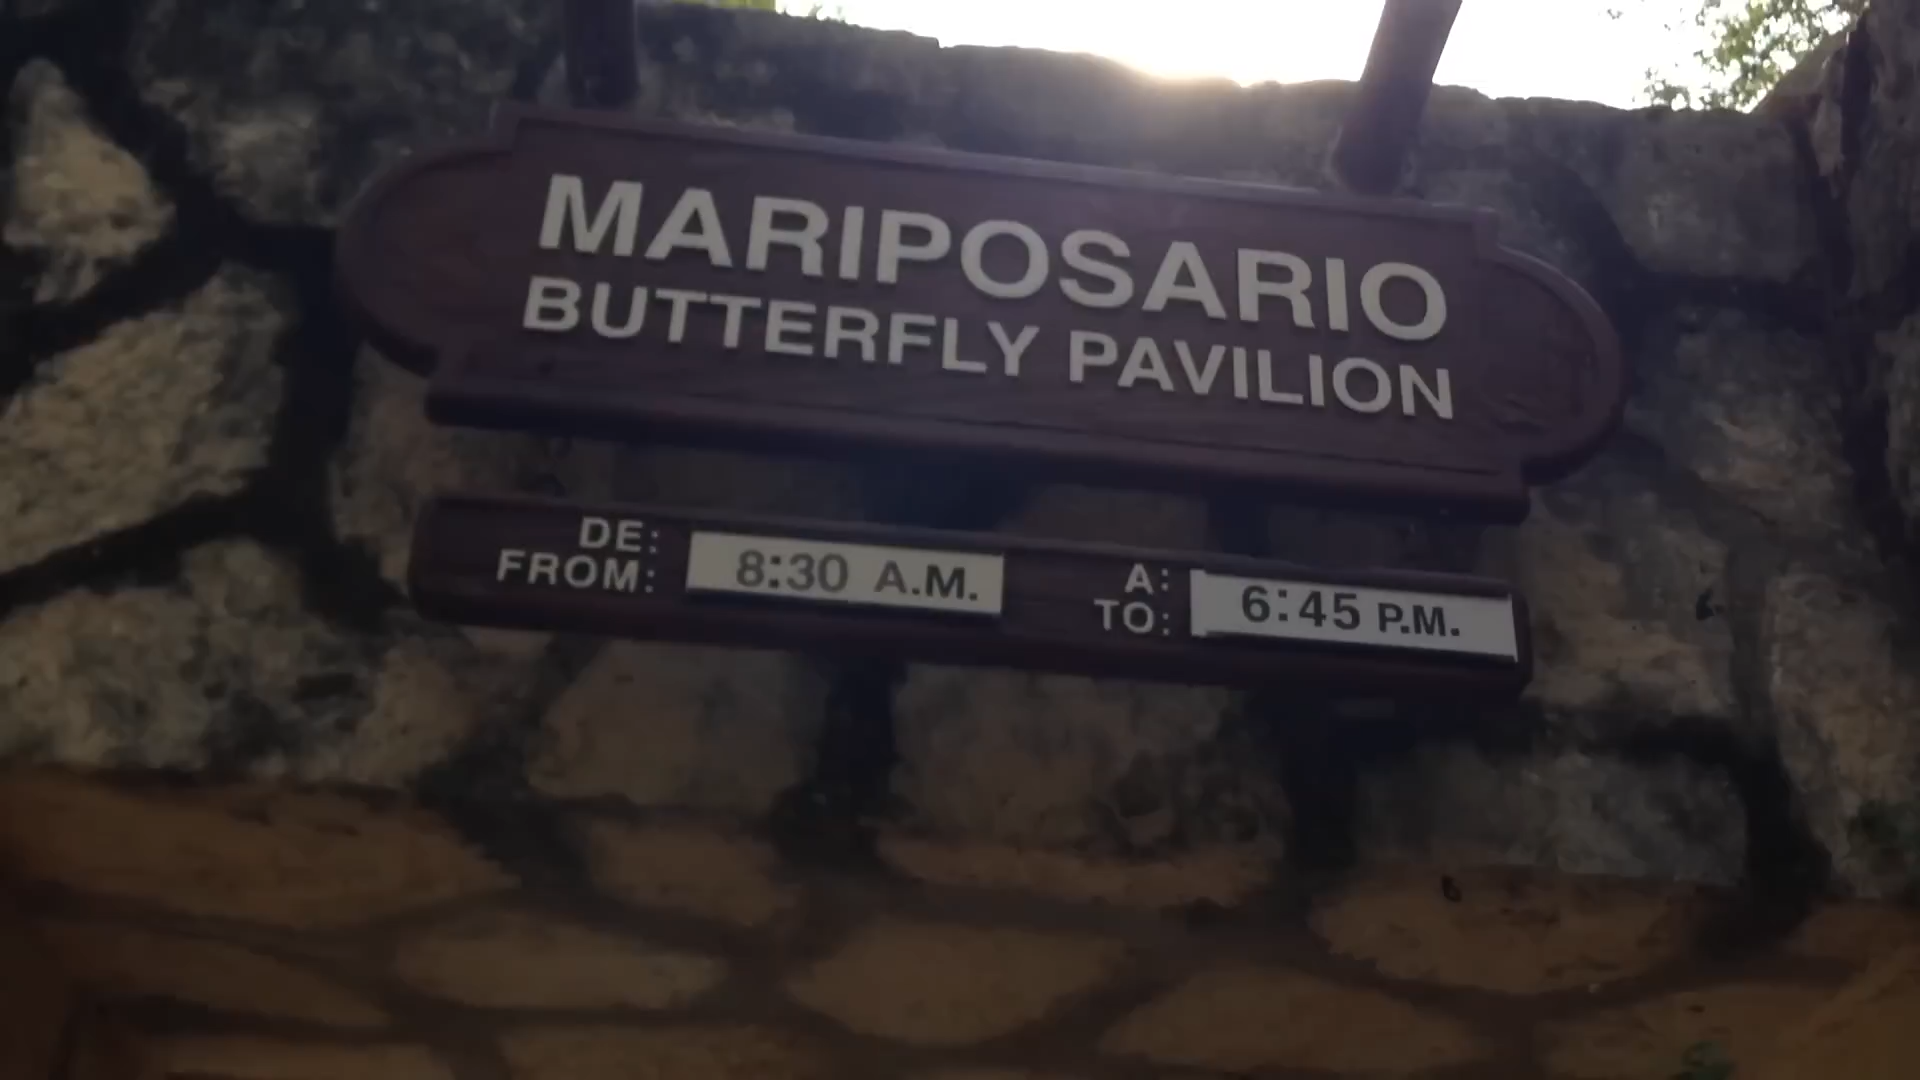 MARIPOSARIO
BUTTERFLY PAVILION
DE:
FROM: 8:30 A.M.
A:
TO: 6:45 P.M.